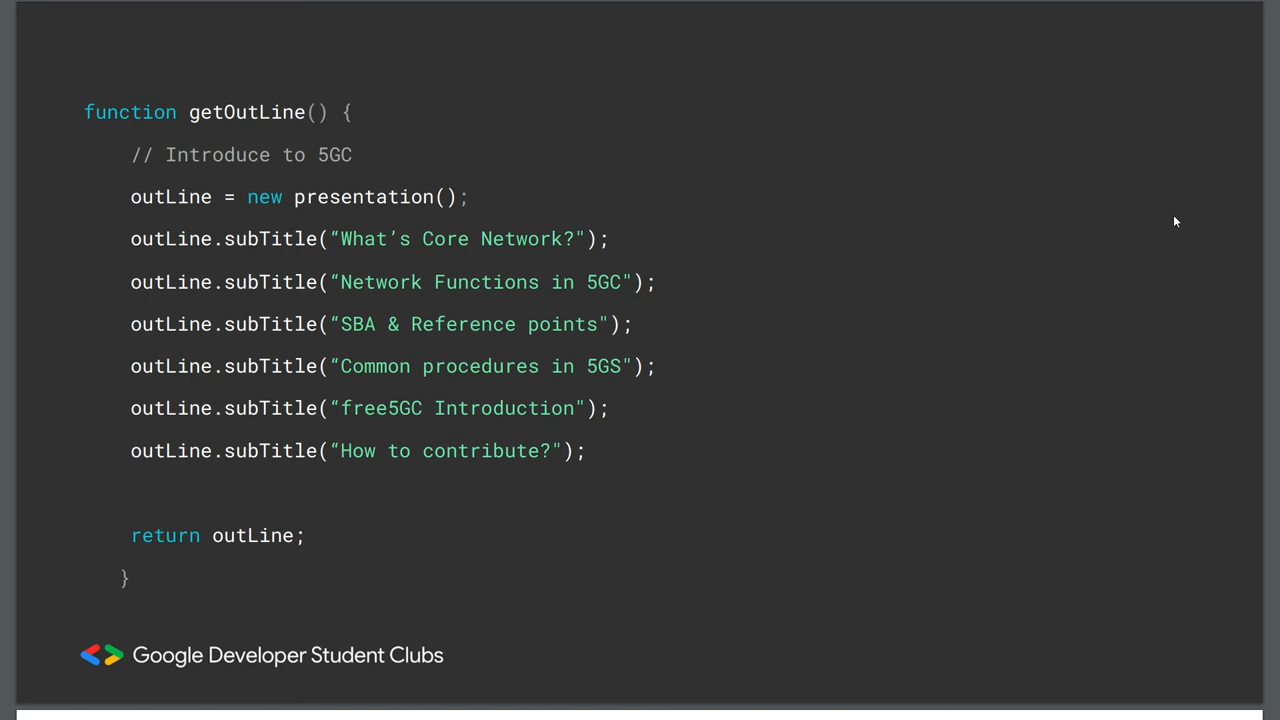 function getOutLine() {
// Introduce to 5GC
outLine = new presentation();
outLine.subTitle(“What’s Core Network?");
outLine.subTitle(“Network Functions in 5GC");
outLine.subTitle(“SBA & Reference points");
outLine.subTitle(“Common procedures in 5GS");
outLine.subTitle(“free5GC Introduction");
outLine.subTitle(“How to contribute?");
return outLine;
}
Google Developer Student Clubs